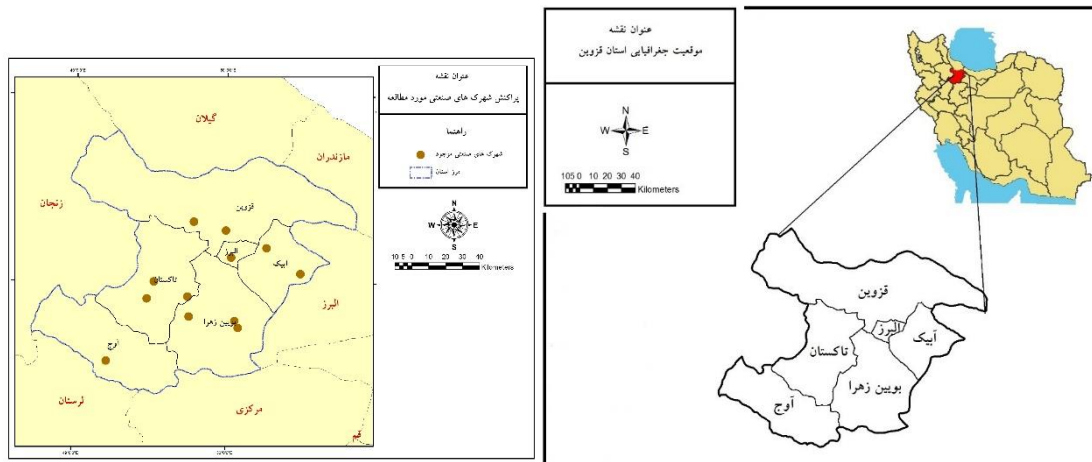 عنوان نقشه
پراکنش شهرک های صنعتی مورد مطالعه
راهنما
شهرک های صنعتی موجود
مرز استان
N
W E
S
10 5 0 10 20 30 40
Kilometers
گیلان
مازندران
زنجان
قزوین
البرز
آبیک
تاکستان
بویین زهرا
البرز
آوج
لرستان
مرکزی
قم
عنوان نقشه
موقعیت جغرافیایی استان قزوین
N
W E
S
105 0 10 20 30 40
Kilometers
قزوین
البرز
آبیک
تاکستان
بویین زهرا
آوج